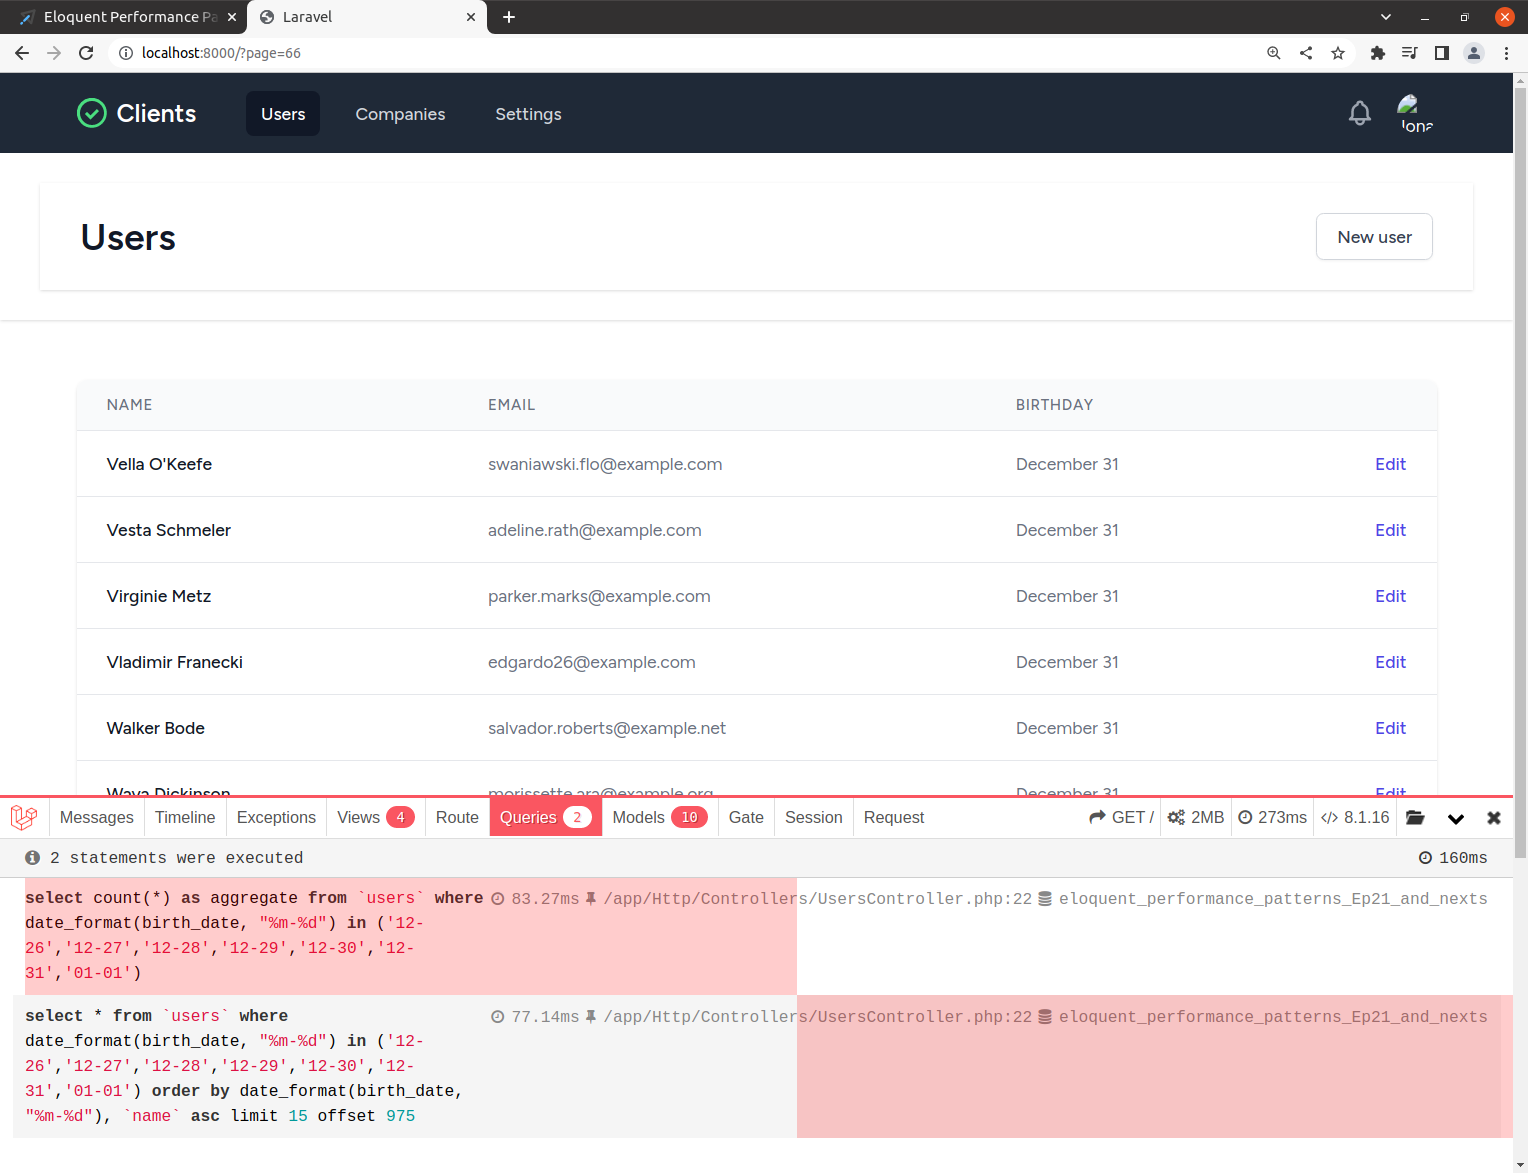 Eloquent Performance Pa
Laravel
localhost:8000/?page=66
Clients
Users
Companies
Settings
Jona
Users
New user
NAME EMAIL BIRTHDAY
Vella O'Keefe swaniawski.flo@example.com December 31 Edit
Vesta Schmeler adeline.rath@example.com December 31 Edit
Virginie Metz parker.marks@example.com December 31 Edit
Vladimir Franecki edgardo26@example.com December 31 Edit
Walker Bode salvador.roberts@example.net December 31 Edit
Wava Dickinson morissette.ara@example.org December 31 Edit
Messages Timeline Exceptions Views 4 Route Queries 2 Models 10 Gate Session Request GET / 2MB 273ms </> 8.1.16
2 statements were executed 160ms
select count(*) as aggregate from `users` where 83.27ms /app/Http/Controllers/UsersController.php:22 eloquent_performance_patterns_Ep21_and_nexts
date_format(birth_date, "%m-%d") in ('12-
26','12-27','12-28','12-29','12-30','12-
31','01-01')
select * from `users` where 77.14ms /app/Http/Controllers/UsersController.php:22 eloquent_performance_patterns_Ep21_and_nexts
date_format(birth_date, "%m-%d") in ('12-
26','12-27','12-28','12-29','12-30','12-
31','01-01') order by date_format(birth_date,
"%m-%d"), `name` asc limit 15 offset 975